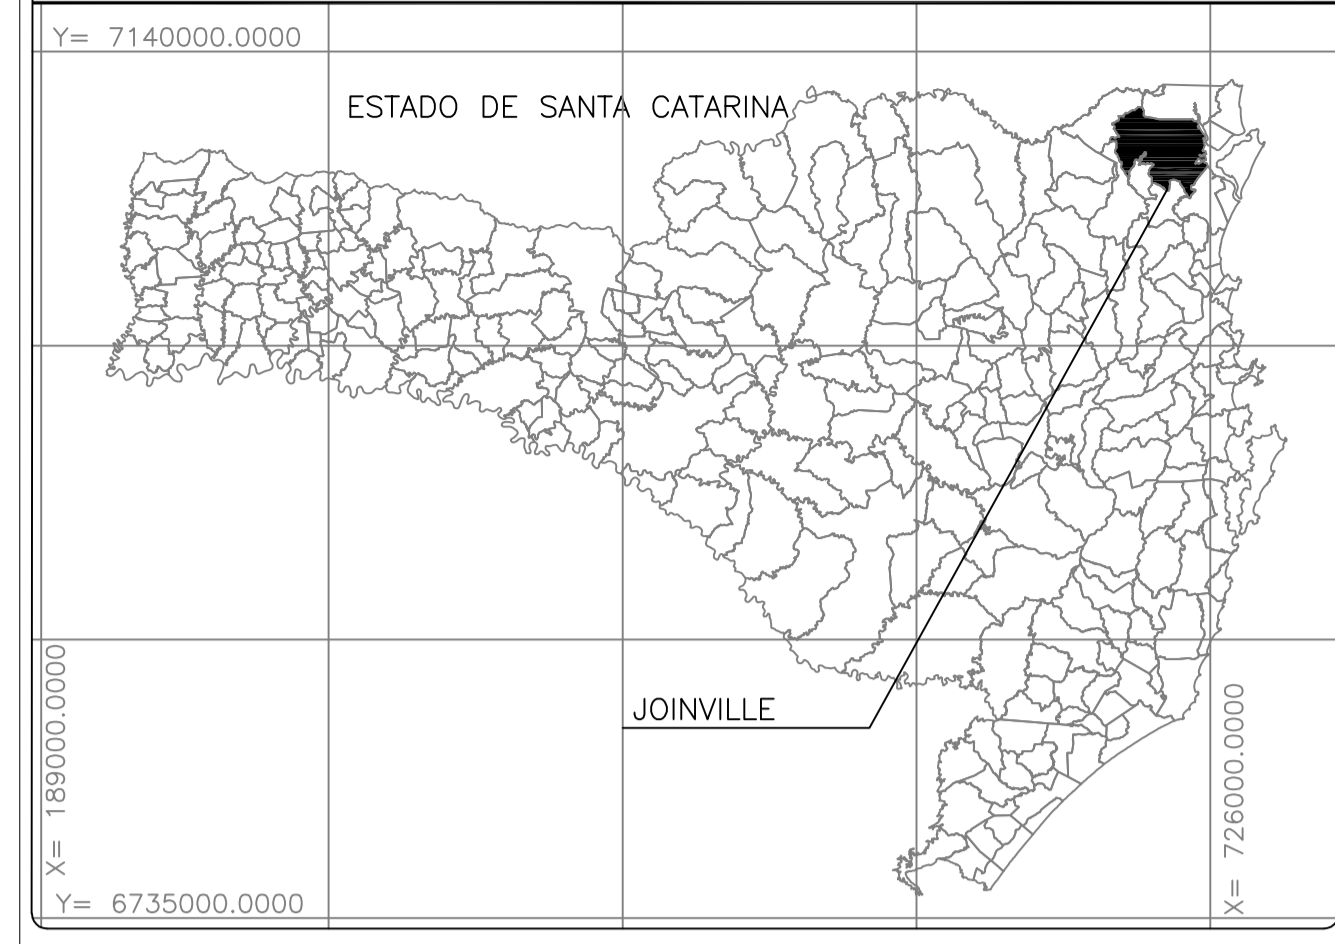 Y= 7140000.0000
ESTADO DE SANTA CATARINA
JOINVILLE
X= 189000.0000
X= 726000.0000
Y= 6735000.0000